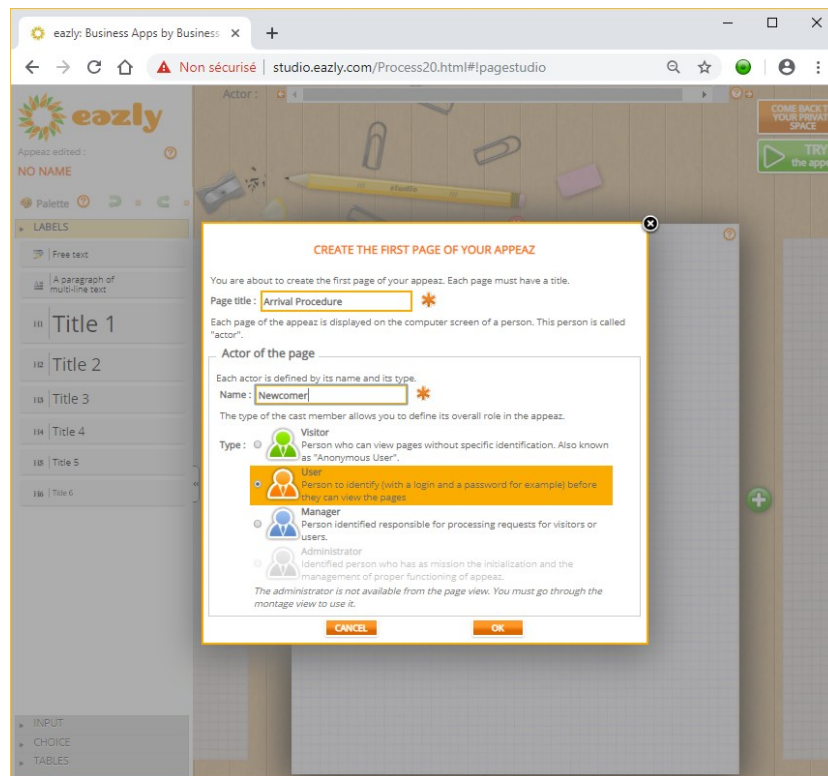 eazly: Business Apps by Business
Non sécurisé | studio.eazly.com/Process20.html#!pagestudio
Actor :
eazly
COME BACK T
YOUR PRIVAT
SPACE
Appeaz edited :
NO NAME
TRY
the appe
Palette
Studio
LABELS
Free text
A paragraph of
multi-line text
H1 Title 1
H2 Title 2
H3 Title 3
H4 Title 4
H5 Title 5
H6 Title 6
INPUT
CHOICE
TABLES
CREATE THE FIRST PAGE OF YOUR APPEAZ
You are about to create the first page of your appeaz. Each page must have a title.
Page title : Arrival Procedure
Each page of the appeaz is displayed on the computer screen of a person. This person is called
"actor".
Actor of the page
Each actor is defined by its name and its type.
Name : Newcomer
The type of the cast member allows you to define its overall role in the appeaz.
Type :
Visitor
Person who can view pages without specific identification. Also known
as "Anonymous User".
User
Person to identify (with a login and a password for example) before
they can view the pages
Manager
Person identified responsible for processing requests for visitors or
users.
Administrator
Identified person who has as mission the initialization and the
management of proper functioning of appeaz.
The administrator is not available from the page view. You must go through the
montage view to use it.
CANCEL
OK